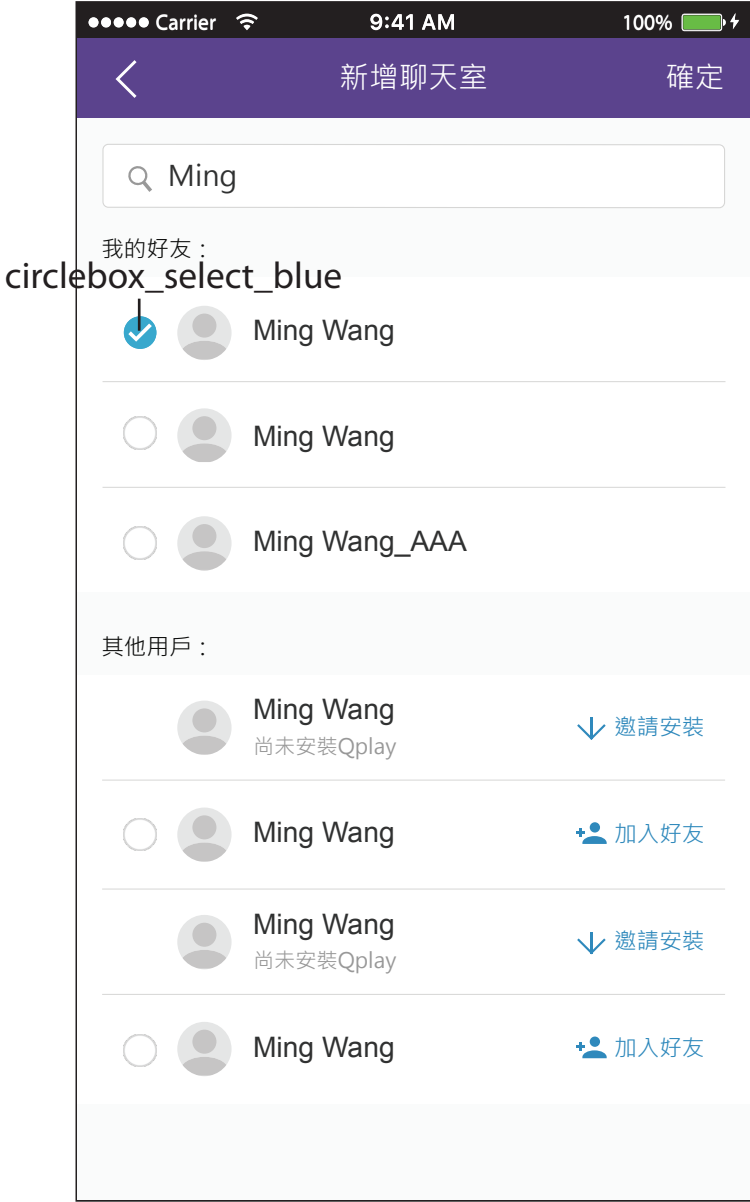 Carrier 9:41 AM 100%
新增聊天室 確定
Ming
我的好友：
circlebox_select_blue
Ming Wang
Ming Wang
Ming Wang_AAA
其他用戶：
Ming Wang
尚未安裝Qplay
邀請安裝
Ming Wang
加入好友
Ming Wang
尚未安裝Qplay
邀請安裝
Ming Wang
加入好友